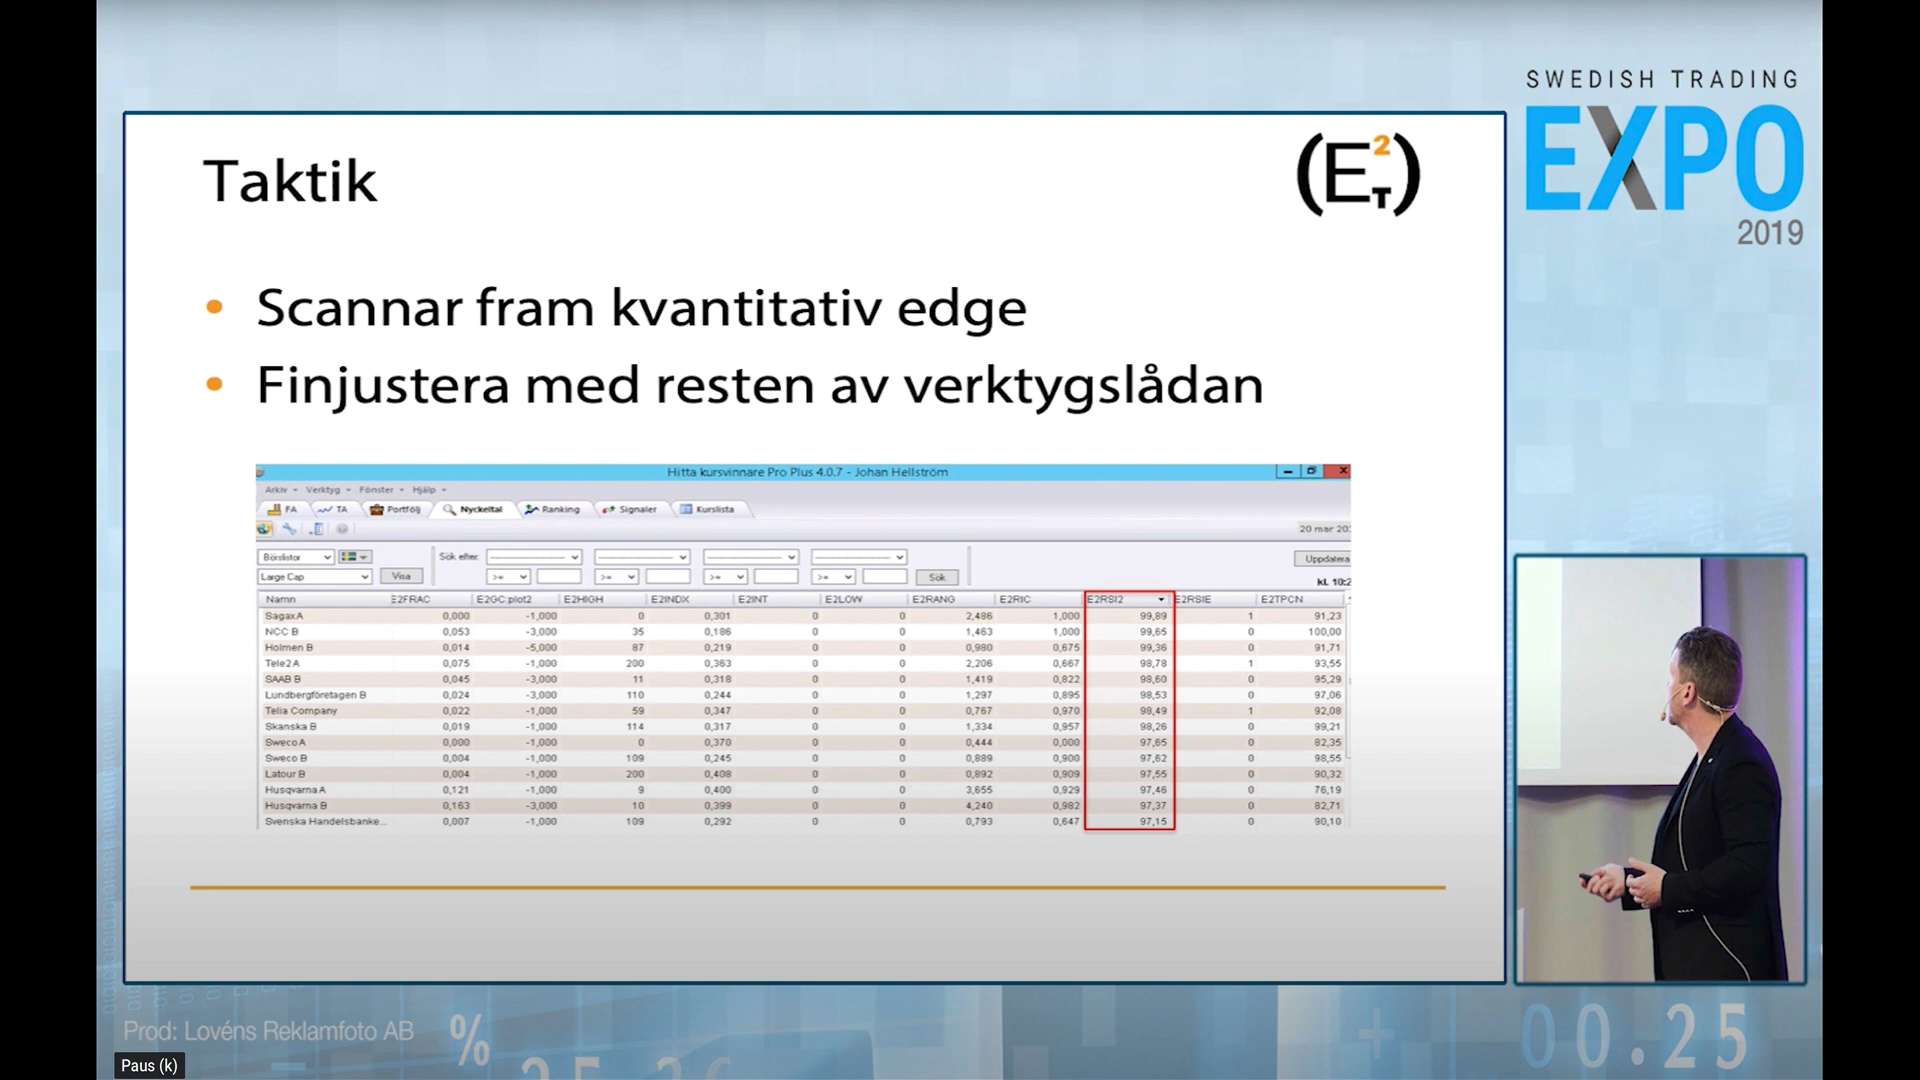 SWEDISH TRADING
EXPO
2019
Taktik
(E2T)
• Scannar fram kvantitativ edge
• Finjustera med resten av verktygslådan
Hitta kursvinnare Pro Plus 4.0.7 - Johan Hellström
Arkiv Verktyg Fönster Hjälp
FA TA Portfölj Nyckeltal Ranking Signaler Kurslista
20 mar 20
Börslistor Sök efter: Uppdatera
Large Cap Visa >= >= >= >= Sök kl. 10:2
Namn E2FRAC E2GC:plot2 E2HIGH E2INDX E2INT E2LOW E2RANG E2RIC E2RSI2 E2RSIE E2TPCN
Sagax A 0,000 -1,000 0 0,301 0 0 2,486 1,000 99,89 1 91,23
NCC B 0,053 -3,000 35 0,186 0 0 1,463 1,000 99,65 0 100,00
Holmen B 0,014 -5,000 87 0,219 0 0 0,980 0,675 99,36 0 91,71
Tele2 A 0,075 -1,000 200 0,363 0 0 2,206 0,667 98,78 1 93,55
SAAB B 0,045 -3,000 11 0,318 0 0 1,419 0,822 98,60 0 95,29
Lundbergföretagen B 0,024 -3,000 110 0,244 0 0 1,297 0,895 98,53 0 97,06
Telia Company 0,022 -1,000 59 0,347 0 0 0,767 0,970 98,49 1 92,08
Skanska B 0,019 -1,000 114 0,317 0 0 1,334 0,957 98,26 0 99,21
Sweco A 0,000 -1,000 0 0,370 0 0 0,444 0,000 97,65 0 82,35
Sweco B 0,004 -1,000 109 0,245 0 0 0,889 0,900 97,62 0 98,55
Latour B 0,004 -1,000 200 0,408 0 0 0,892 0,909 97,55 0 90,32
Husqvarna A 0,121 -1,000 9 0,400 0 0 3,655 0,929 97,46 0 76,19
Husqvarna B 0,163 -3,000 10 0,399 0 0 4,240 0,982 97,37 0 82,71
Svenska Handelsbanke... 0,007 -1,000 109 0,292 0 0 0,793 0,647 97,15 0 90,10
Prod: Lovéns Reklamfoto AB
%
00.25
Paus (k)